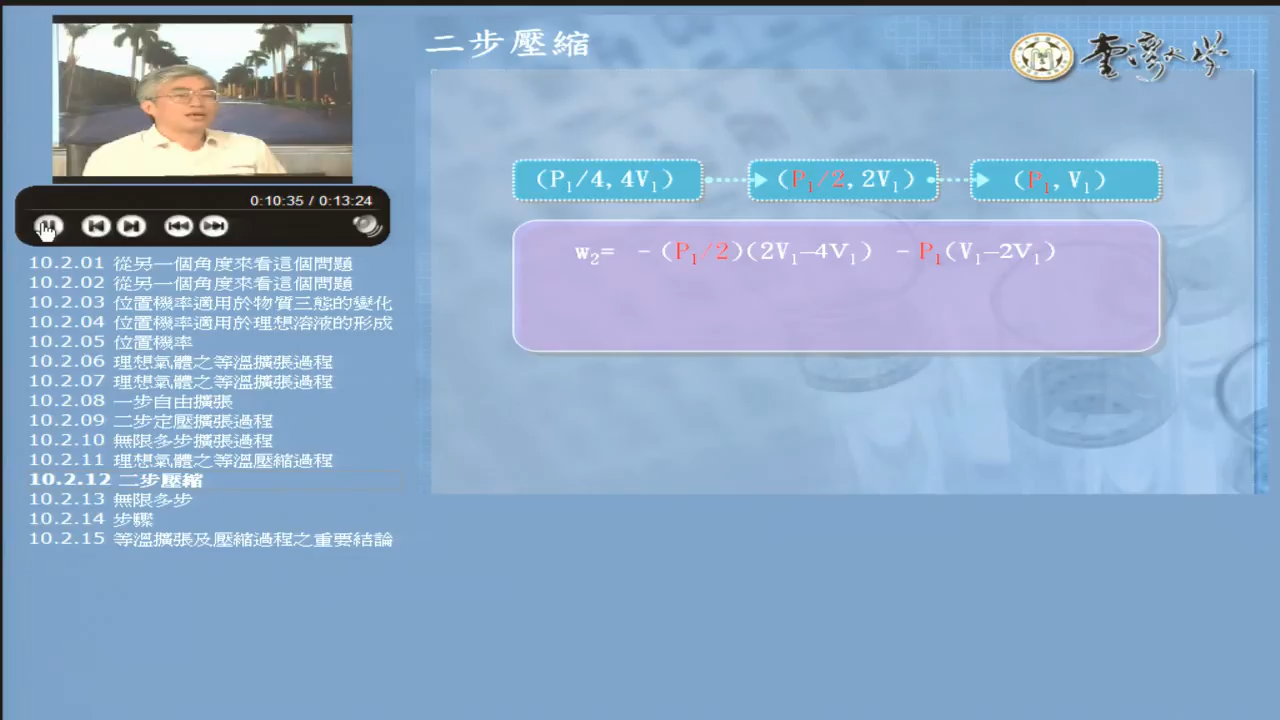 二步壓縮
臺灣大學
(P₁/4, 4V₁) (P₁/2, 2V₁) (P₁, V₁)
w₂= -(P₁/2)(2V₁-4V₁) -P₁(V₁-2V₁)
0:10:35 / 0:13:24
10.2.01 從另一個角度來看這個問題
10.2.02 從另一個角度來看這個問題
10.2.03 位置機率適用於物質三態的變化
10.2.04 位置機率適用於理想溶液的形成
10.2.05 位置機率
10.2.06 理想氣體之等溫擴張過程
10.2.07 理想氣體之等溫擴張過程
10.2.08 一步自由擴張
10.2.09 二步定壓擴張過程
10.2.10 無限多步擴張過程
10.2.11 理想氣體之等溫壓縮過程
10.2.12 二步壓縮
10.2.13 無限多步
10.2.14 步驟
10.2.15 等溫擴張及壓縮過程之重要結論